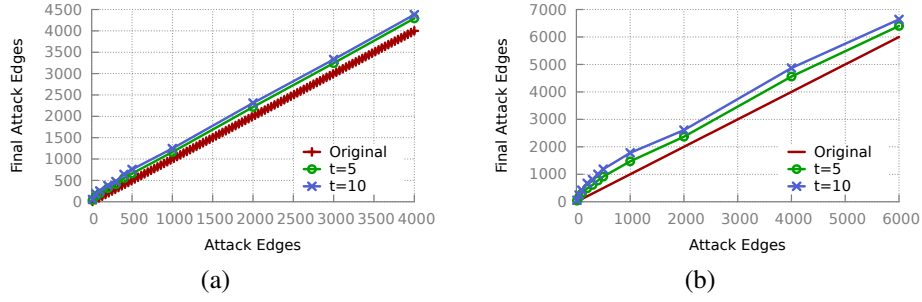 4500
4000
3500
3000
2500
2000
1500
1000
500
0
Final Attack Edges
0 500 1000 1500 2000 2500 3000 3500 4000
Attack Edges
Original
t=5
t=10
(a)
7000
6000
5000
4000
3000
2000
1000
0
Final Attack Edges
0 1000 2000 3000 4000 5000 6000
Attack Edges
Original
t=5
t=10
(b)